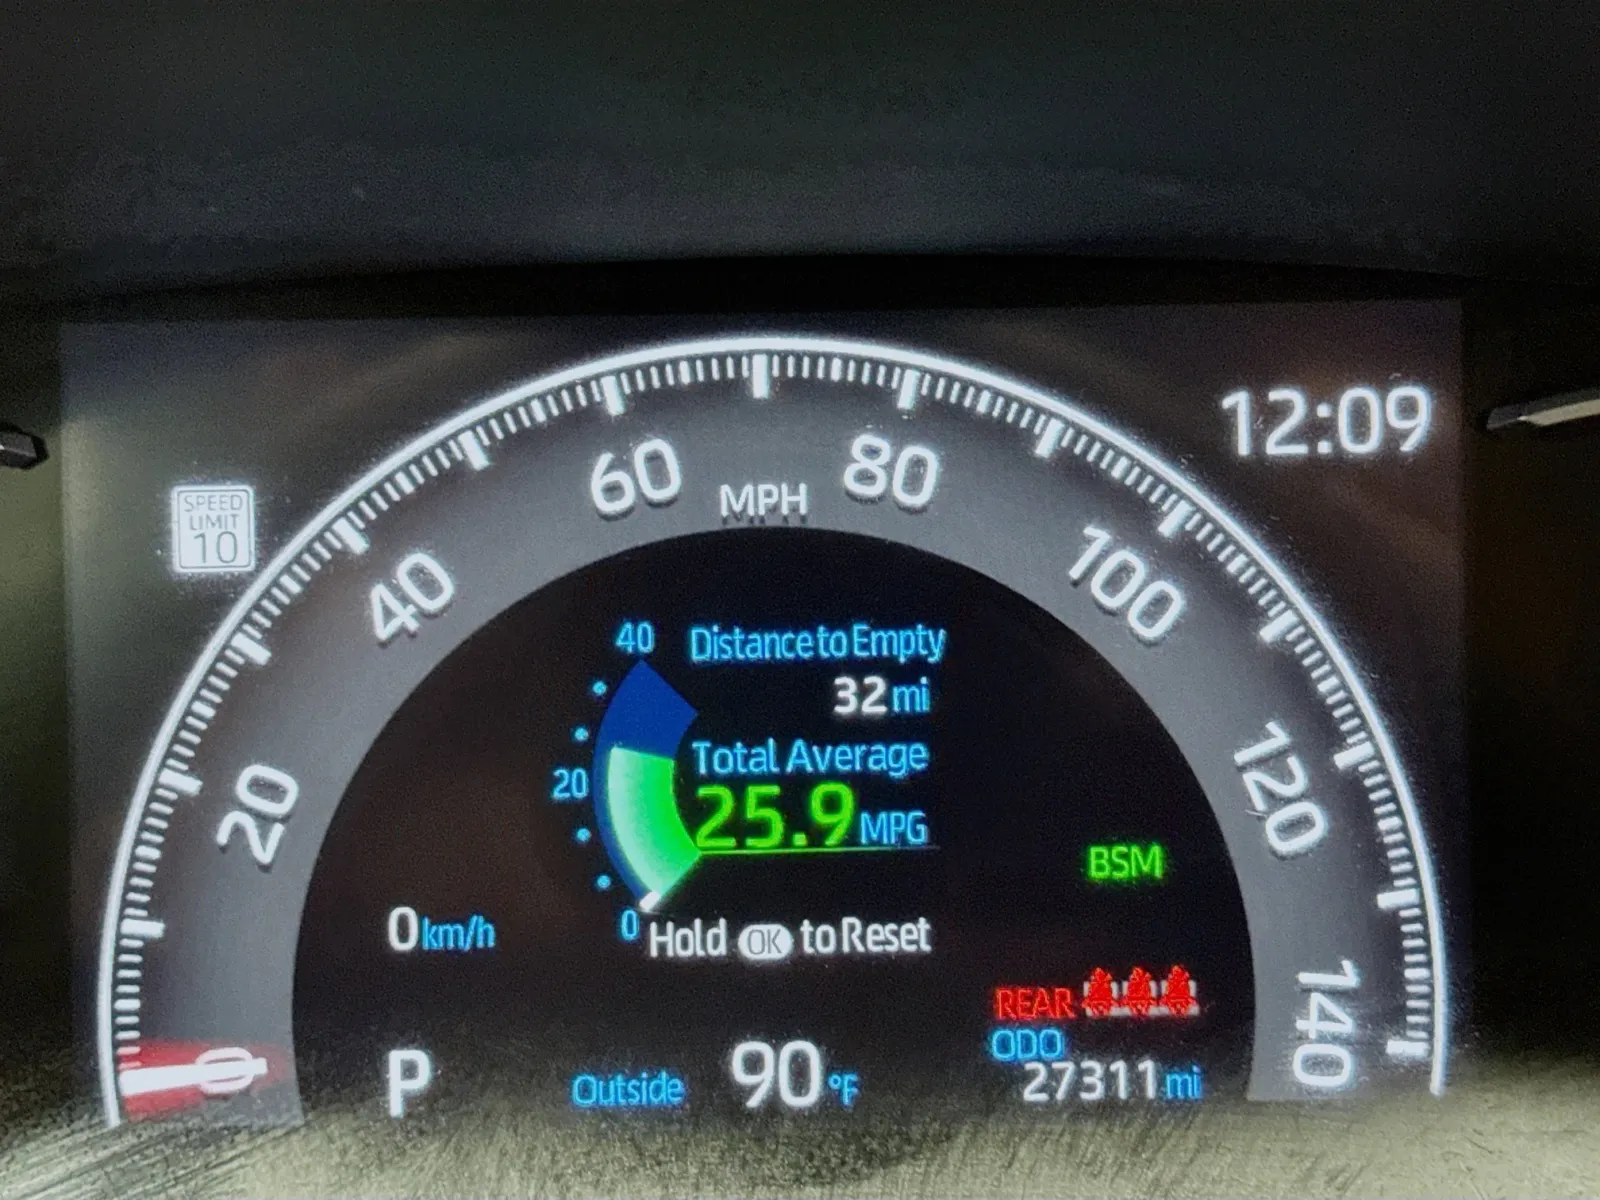 12:09
SPEED
LIMIT
10
0
20
40
60
MPH
80
100
120
140
40
20
0
Distance to Empty
32 mi
Total Average
25.9 MPG
Hold OK to Reset
BSM
0 km/h
REAR
ODO
27311 mi
P
Outside 90 °F